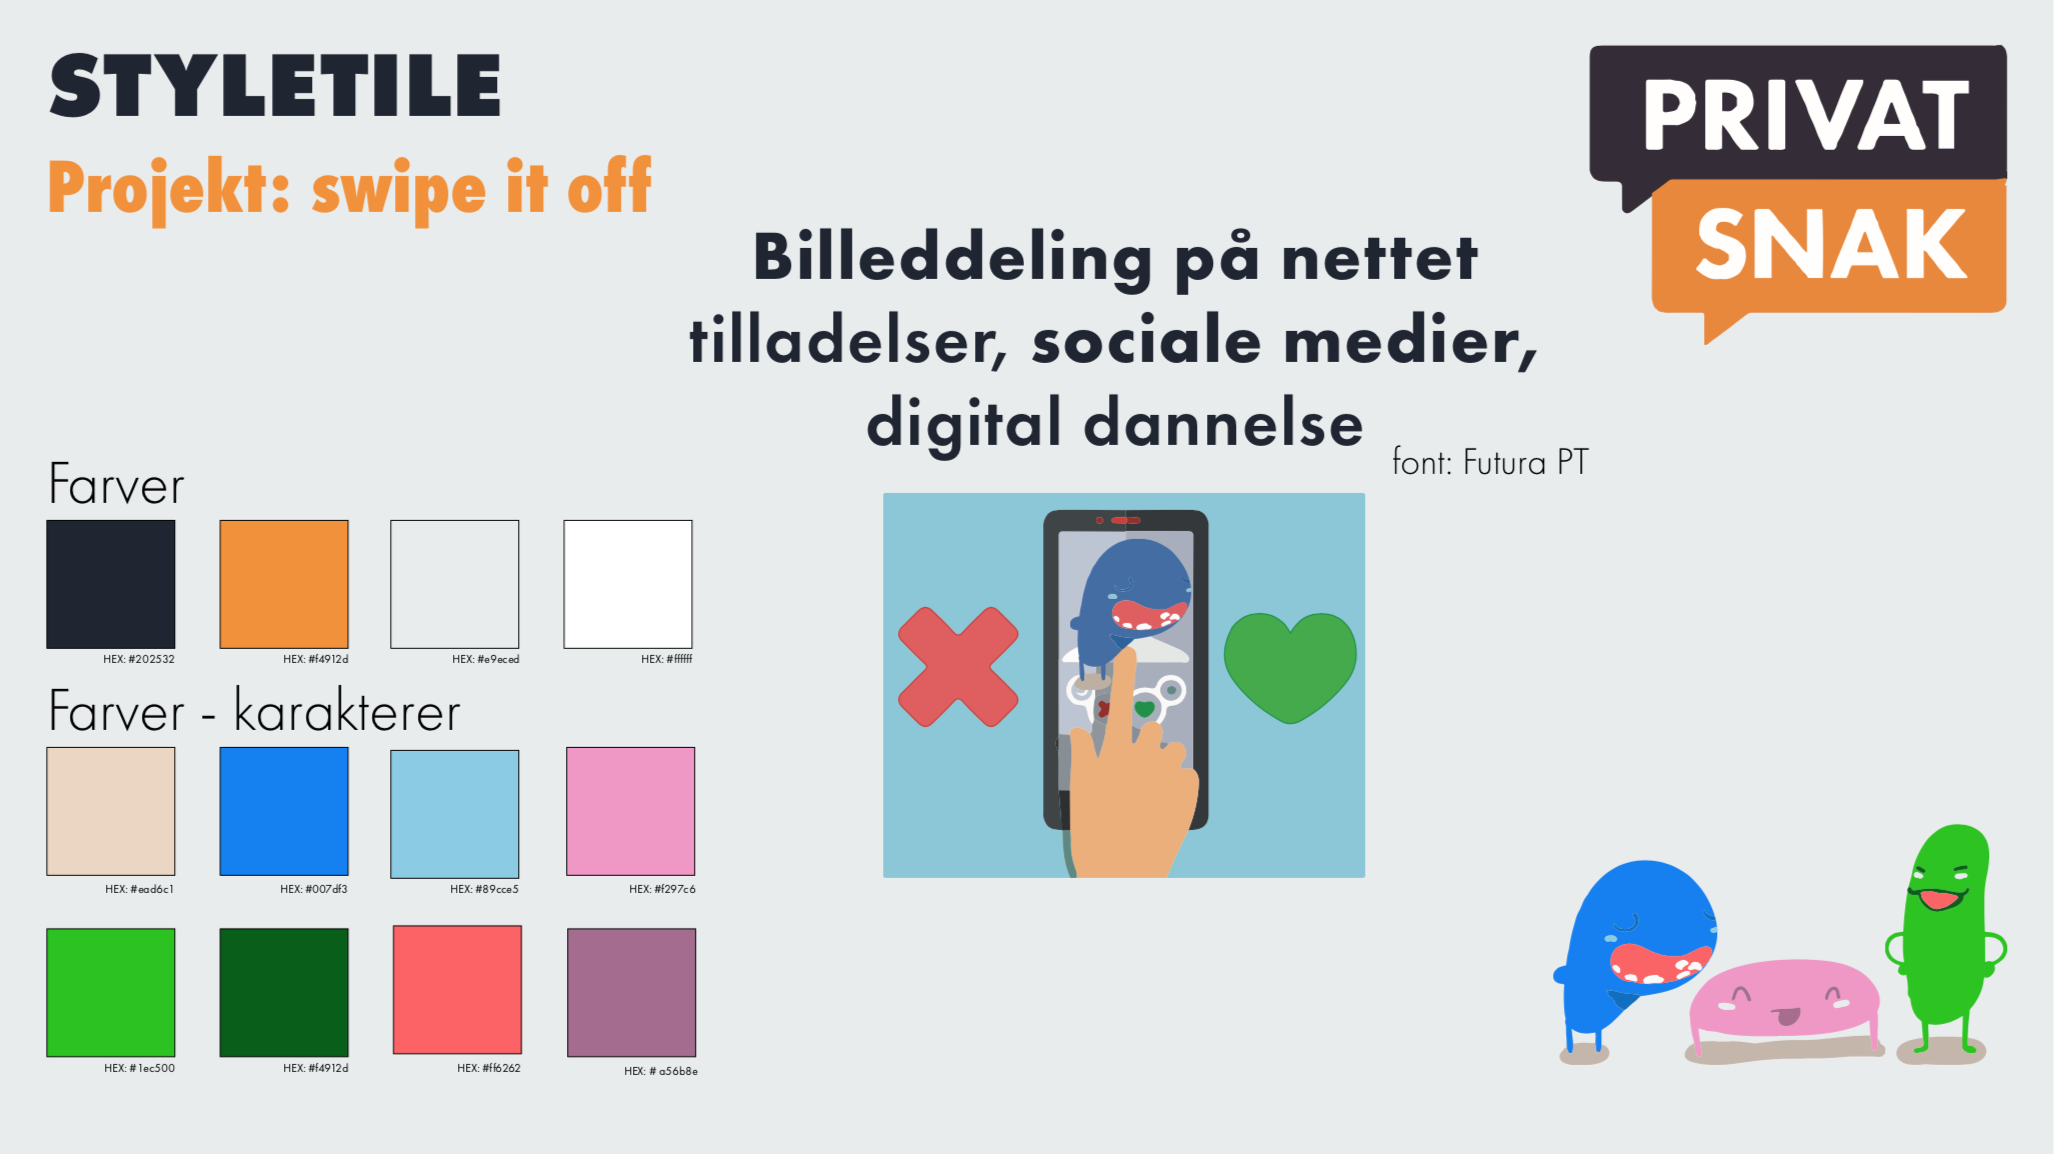 STYLETILE
Projekt: swipe it off
PRIVAT
SNAK
Billeddeling på nettet
tilladelser, sociale medier,
digital dannelse
font: Futura PT
Farver
HEX: #202532
HEX: #f4912d
HEX: #e9eced
HEX: #ffffff
Farver - karakterer
HEX: #ead6c1
HEX: #007df3
HEX: #89cce5
HEX: #f297c6
HEX: #1ec500
HEX: #f4912d
HEX: #ff6262
HEX: # a56b8e